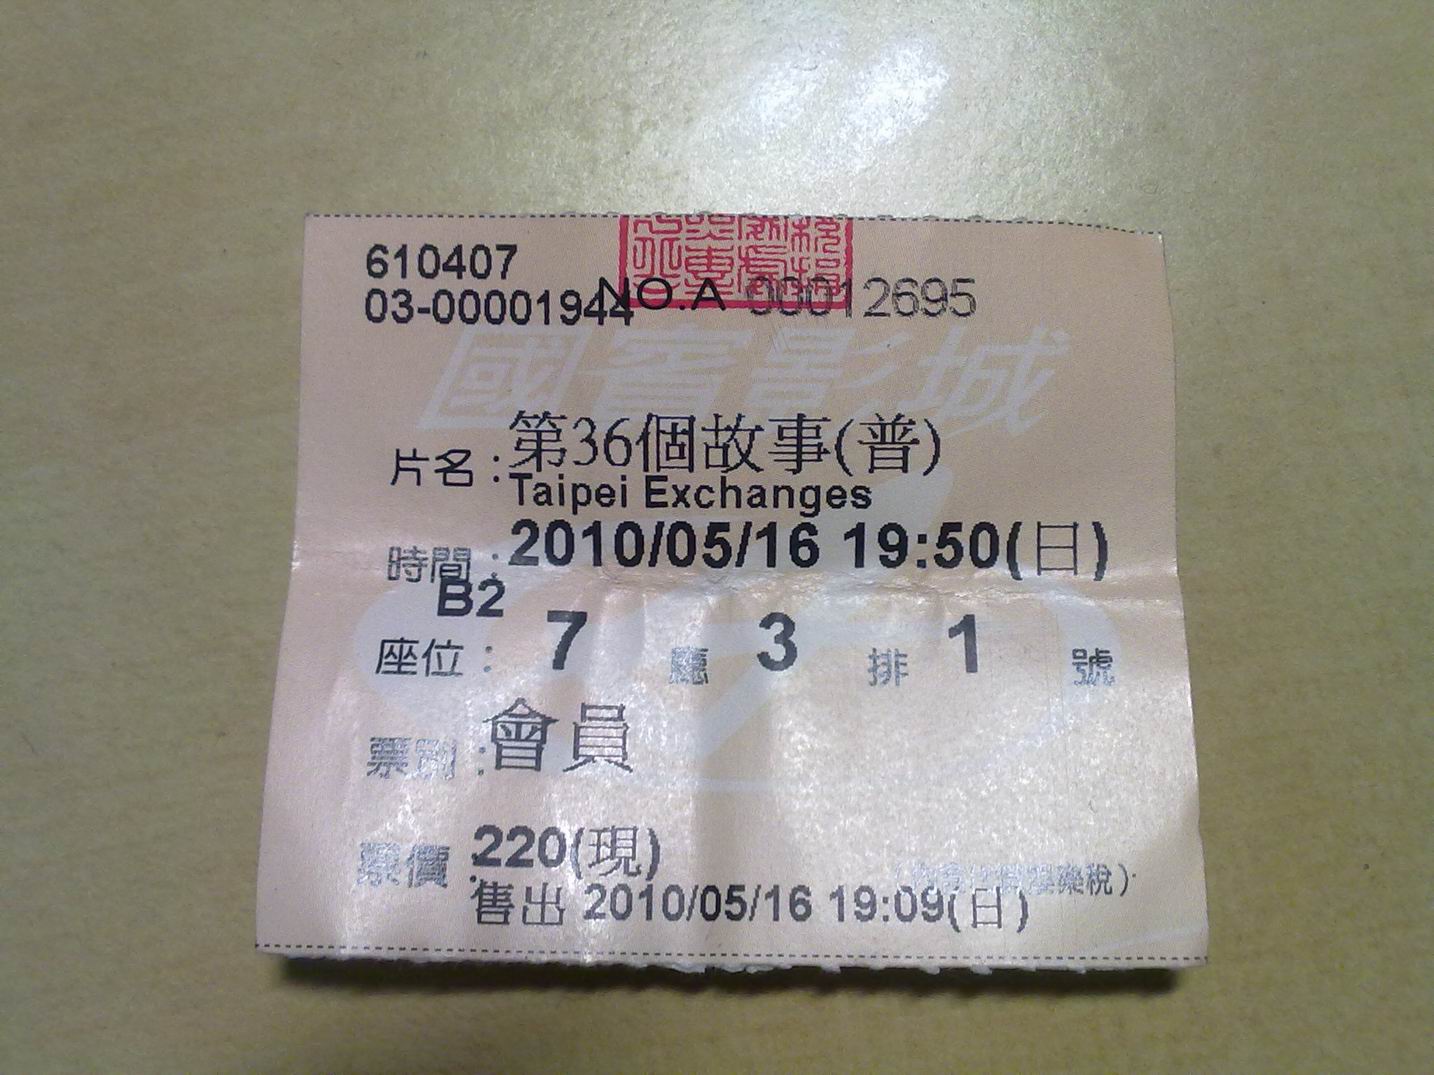 610407
03-00001944 NO.A 00012695
國賓影城
片名：第36個故事(普)
Taipei Exchanges
時間：2010/05/16 19:50(日)
B2
座位：7 廳 3 排 1 號
票別：會員
票價：220(現)
售出 2010/05/16 19:09(日)